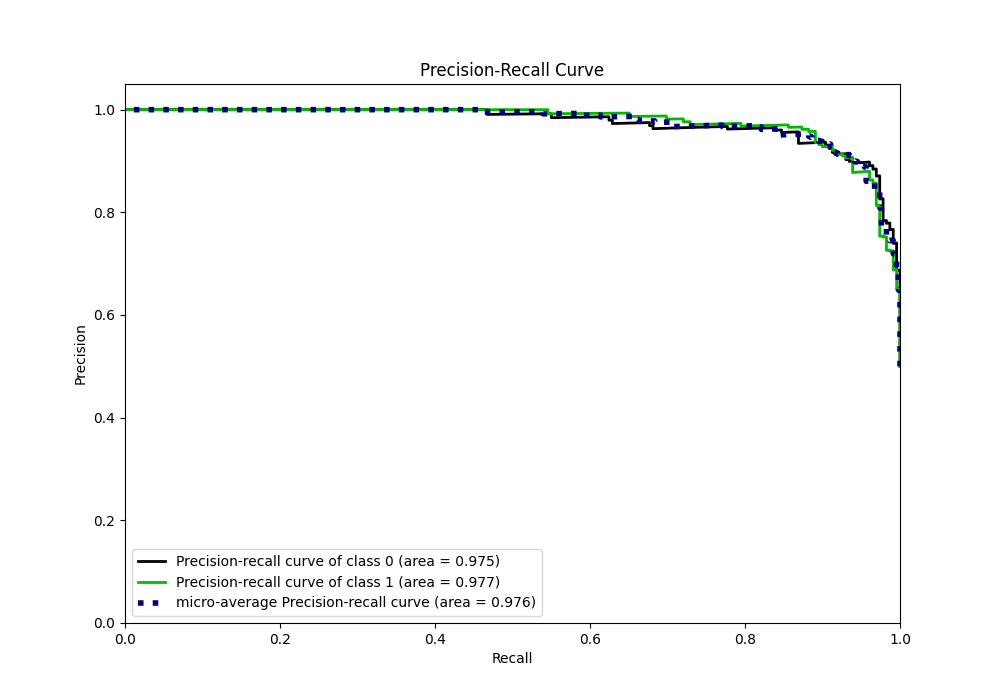 Precision-Recall Curve
1.0
0.8
0.6
0.4
0.2
0.0
Precision
Precision-recall curve of class 0 (area = 0.975)
Precision-recall curve of class 1 (area = 0.977)
micro-average Precision-recall curve (area = 0.976)
0.0 0.2 0.4 0.6 0.8 1.0
Recall